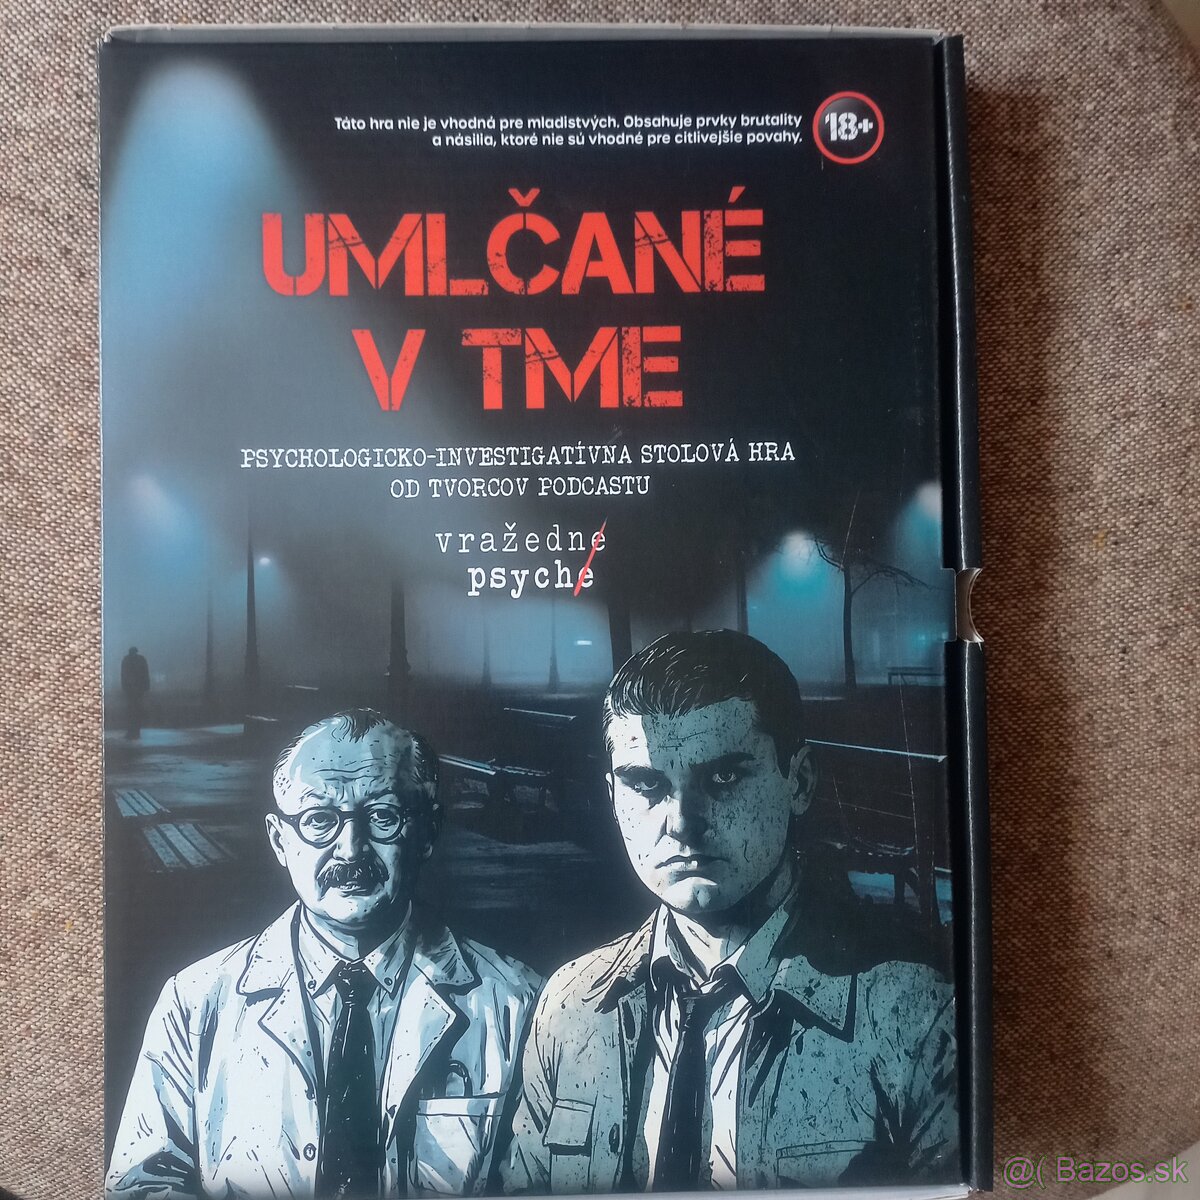 Táto hra nie je vhodná pre mladistvých. Obsahuje prvky brutality
a násilia, ktoré nie sú vhodné pre citlivejšie povahy.
18+
UMLČANÉ
V TME
PSYCHOLOGICKO-INVESTIGATÍVNA STOLOVÁ HRA
OD TVORCOV PODCASTU
vražedne
psyche
@( Bazos.sk